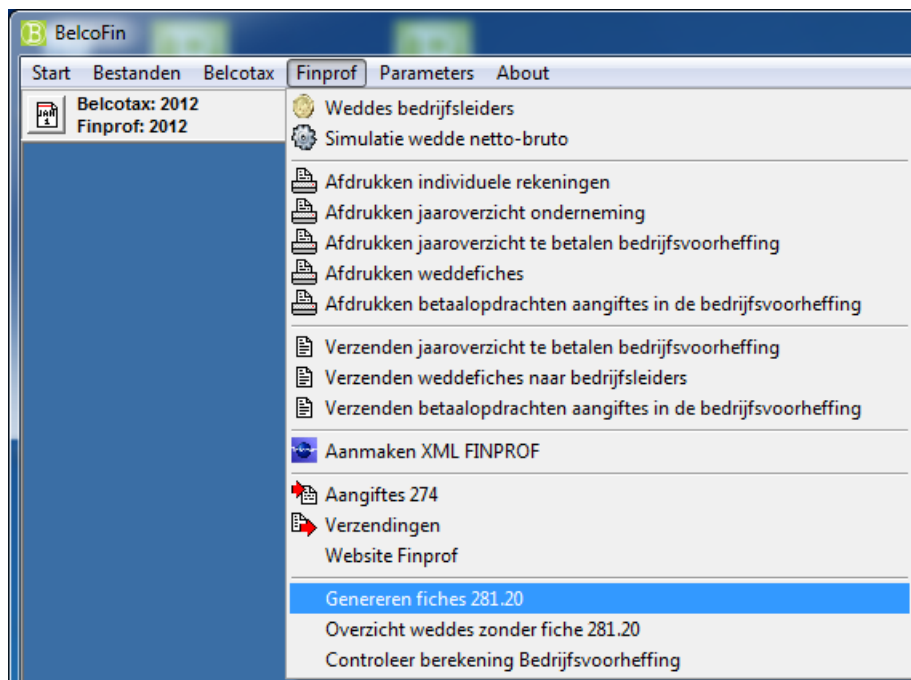 BelcoFin
Start Bestanden Belcotax Finprof Parameters About
Belcotax: 2012
Finprof: 2012
Weddes bedrijfsleiders
Simulatie wedde netto-bruto
Afdrukken individuele rekeningen
Afdrukken jaaroverzicht onderneming
Afdrukken jaaroverzicht te betalen bedrijfsvoorheffing
Afdrukken weddefiches
Afdrukken betaalopdrachten aangiftes in de bedrijfsvoorheffing
Verzenden jaaroverzicht te betalen bedrijfsvoorheffing
Verzenden weddefiches naar bedrijfsleiders
Verzenden betaalopdrachten aangiftes in de bedrijfsvoorheffing
Aanmaken XML FINPROF
Aangiftes 274
Verzendingen
Website Finprof
Genereren fiches 281.20
Overzicht weddes zonder fiche 281.20
Controleer berekening Bedrijfsvoorheffing